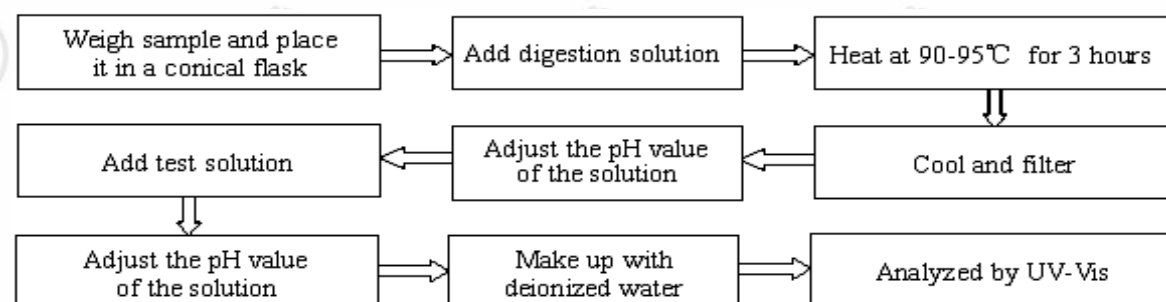 Weigh sample and place
it in a conical flask
Add digestion solution
Heat at 90-95℃ for 3 hours
Cool and filter
Adjust the pH value
of the solution
Add test solution
Adjust the pH value
of the solution
Make up with
deionized water
Analyzed by UV-Vis